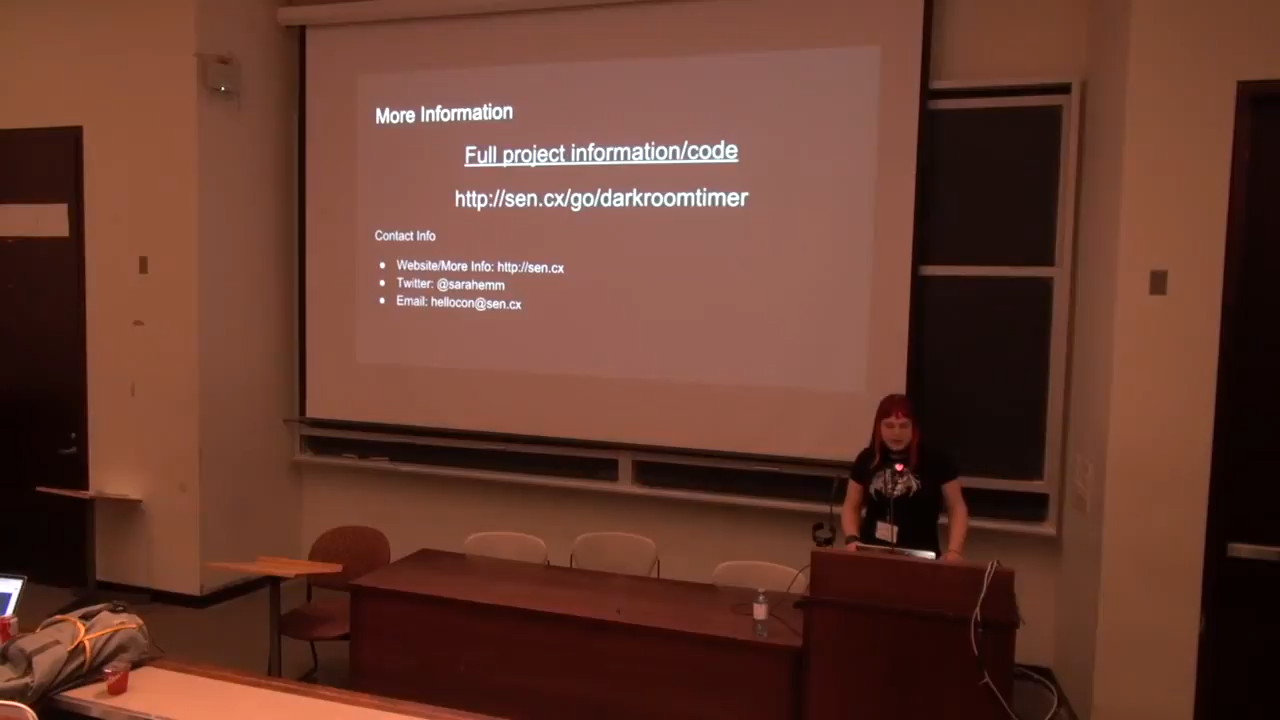 More Information
Full project information/code
http://sen.cx/go/darkroomtimer
Contact Info
● Website/More Info: http://sen.cx
● Twitter: @sarahemm
● Email: hellocon@sen.cx